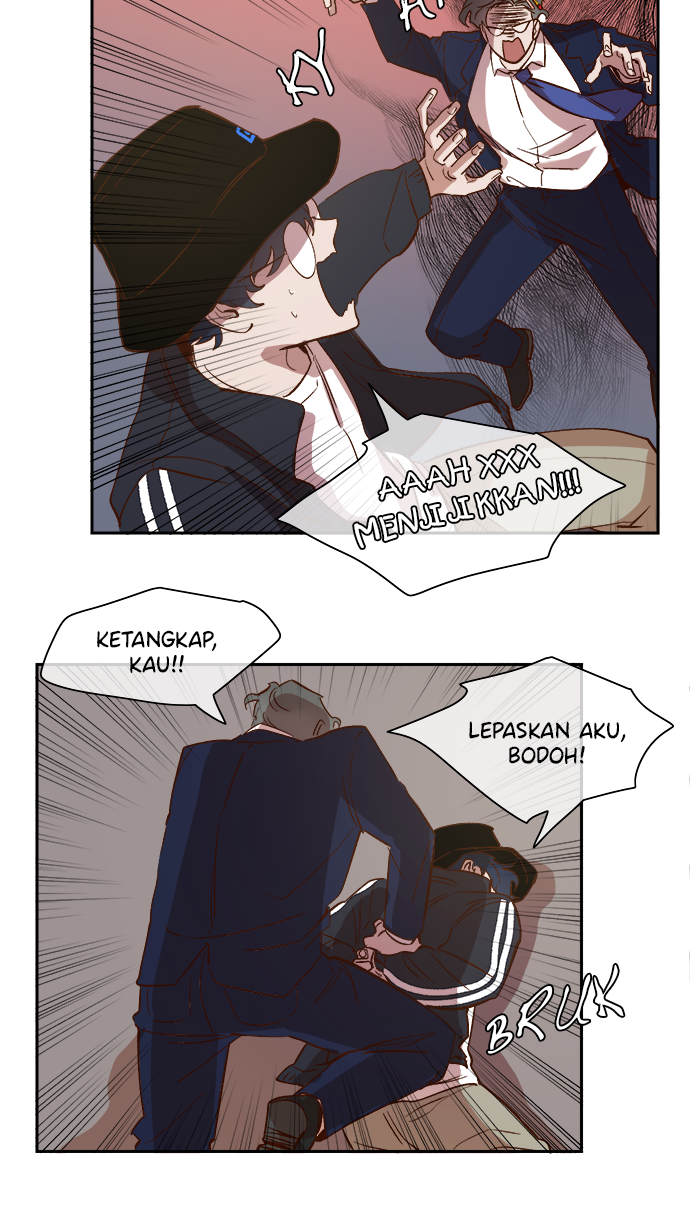 KY
AAAH XXX
MENJIJIKKAN!!!
KETANGKAP,
KAU!!
LEPASKAN AKU,
BODOH!
BRUK